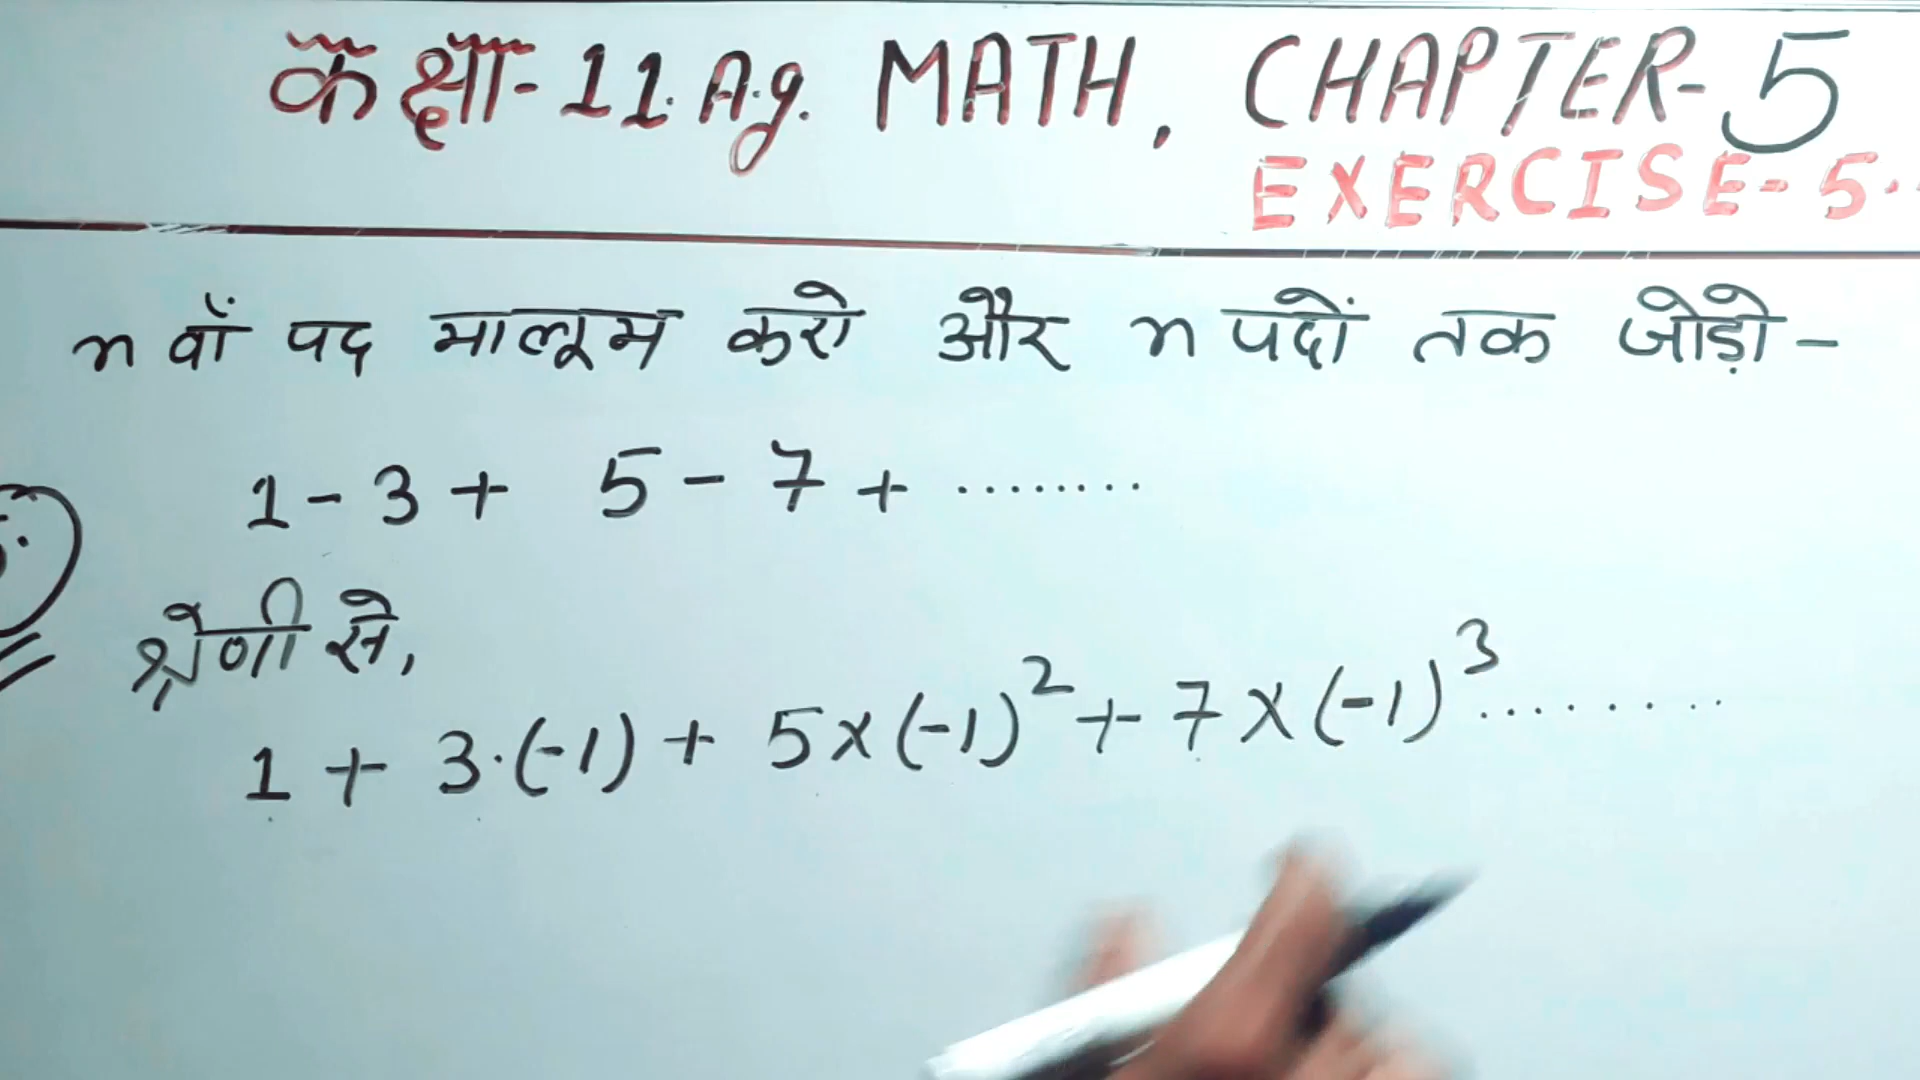 कक्षा-11. Ag. MATH, CHAPTER-5
EXERCISE-5.
n वाँ पद मालूम करो और n पदों तक जोड़ो-
1 - 3 + 5 - 7 + ........
श्रेणी से,
1 + 3·(-1) + 5×(-1)² + 7×(-1)³ ........